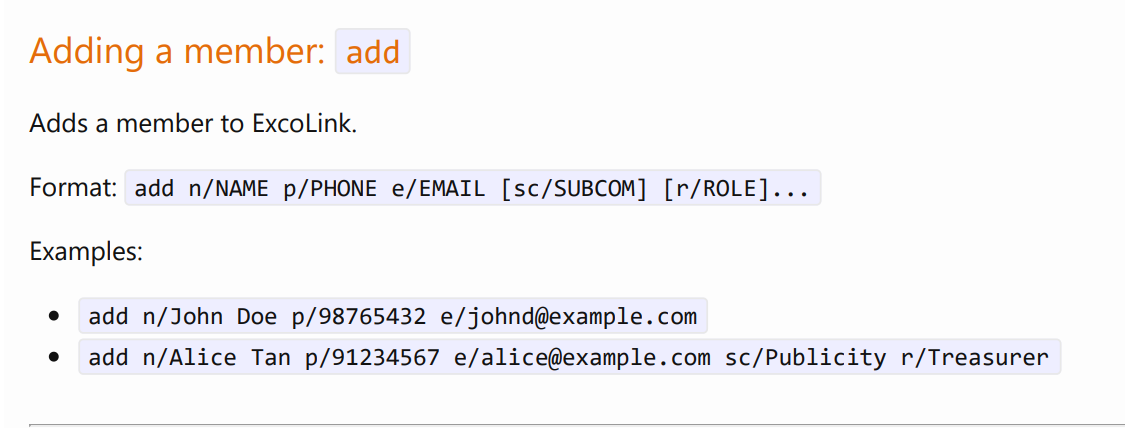 Adding a member: add
Adds a member to ExcoLink.
Format: add n/NAME p/PHONE e/EMAIL [sc/SUBCOM] [r/ROLE]...
Examples:
add n/John Doe p/98765432 e/johnd@example.com
add n/Alice Tan p/91234567 e/alice@example.com sc/Publicity r/Treasurer